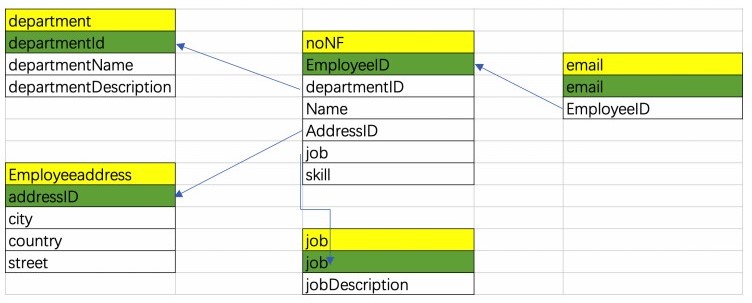 department
departmentId
departmentName
departmentDescription
noNF
EmployeeID
departmentID
Name
AddressID
job
skill
email
email
EmployeeID
Employeeaddress
addressID
city
country
street
job
job
jobDescription